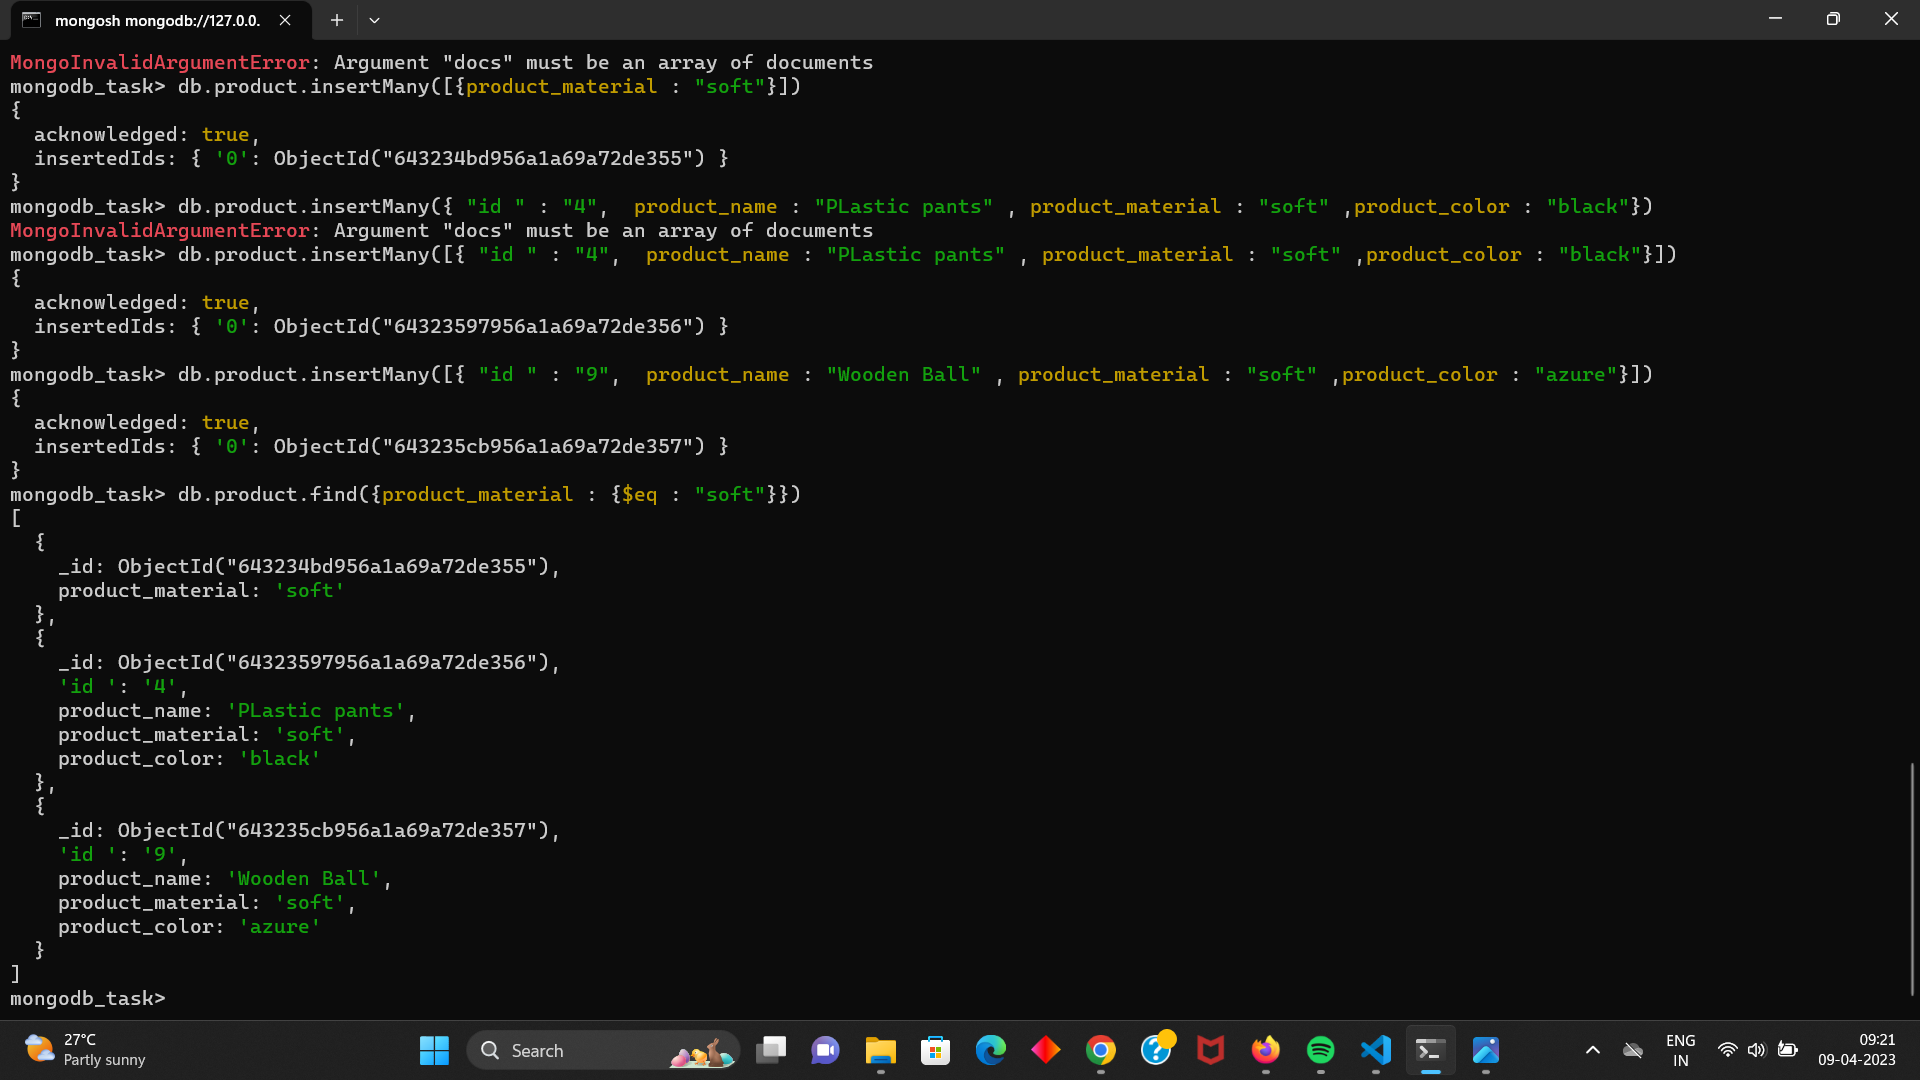 mongosh mongodb://127.0.0.
MongoInvalidArgumentError: Argument "docs" must be an array of documents
mongodb_task> db.product.insertMany([{product_material : "soft"}])
{
  acknowledged: true,
  insertedIds: { '0': ObjectId("643234bd956a1a69a72de355") }
}
mongodb_task> db.product.insertMany({ "id " : "4",  product_name : "PLastic pants" , product_material : "soft" ,product_color : "black"})
MongoInvalidArgumentError: Argument "docs" must be an array of documents
mongodb_task> db.product.insertMany([{ "id " : "4",  product_name : "PLastic pants" , product_material : "soft" ,product_color : "black"}])
{
  acknowledged: true,
  insertedIds: { '0': ObjectId("64323597956a1a69a72de356") }
}
mongodb_task> db.product.insertMany([{ "id " : "9",  product_name : "Wooden Ball" , product_material : "soft" ,product_color : "azure"}])
{
  acknowledged: true,
  insertedIds: { '0': ObjectId("643235cb956a1a69a72de357") }
}
mongodb_task> db.product.find({product_material : {$eq : "soft"}})
[
  {
    _id: ObjectId("643234bd956a1a69a72de355"),
    product_material: 'soft'
  },
  {
    _id: ObjectId("64323597956a1a69a72de356"),
    'id ': '4',
    product_name: 'PLastic pants',
    product_material: 'soft',
    product_color: 'black'
  },
  {
    _id: ObjectId("643235cb956a1a69a72de357"),
    'id ': '9',
    product_name: 'Wooden Ball',
    product_material: 'soft',
    product_color: 'azure'
  }
]
mongodb_task>
27°C
Partly sunny
Search
ENG
IN
09:21
09-04-2023